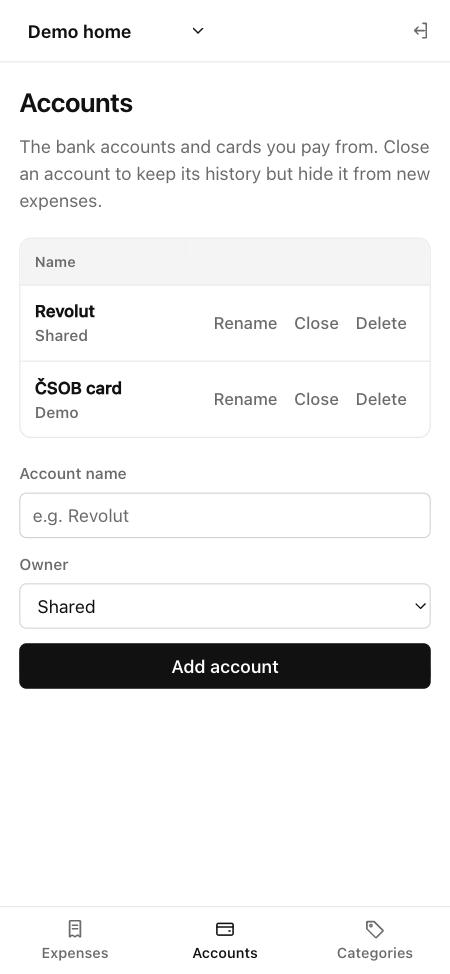 Demo home
Accounts
The bank accounts and cards you pay from. Close
an account to keep its history but hide it from new
expenses.
Name
Revolut
Shared
Rename Close Delete
ČSOB card
Demo
Rename Close Delete
Account name
e.g. Revolut
Owner
Shared
Add account
Expenses Accounts Categories